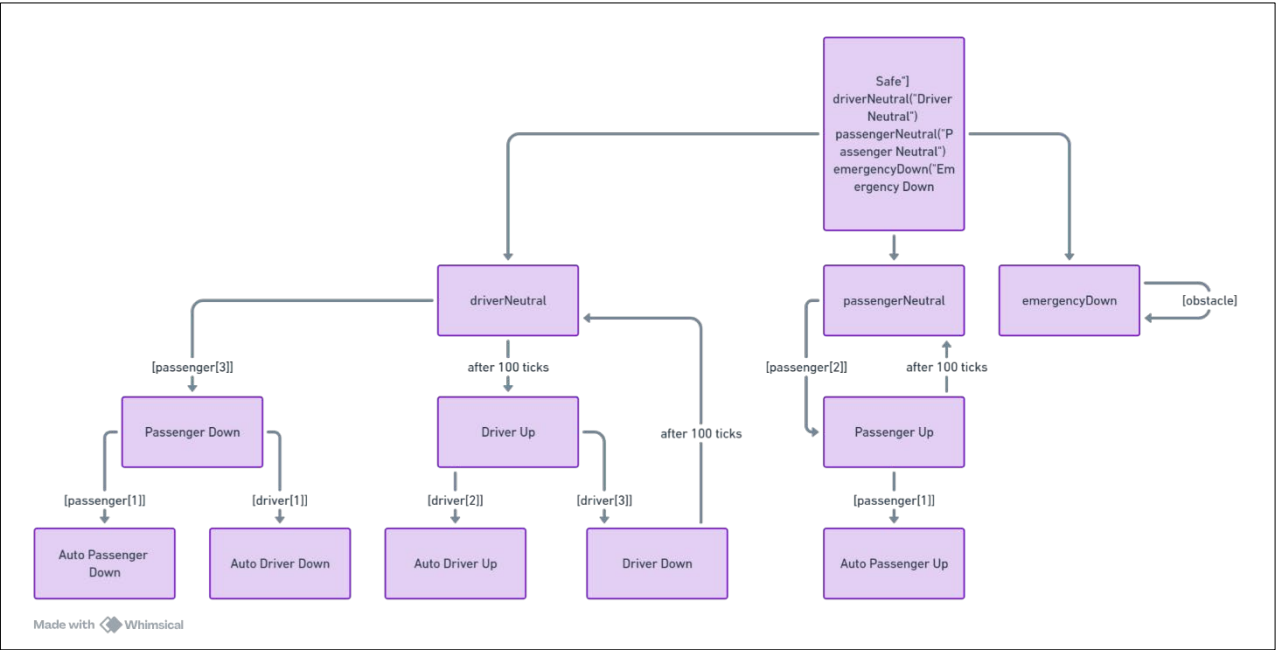 Safe"]
driverNeutral("Driver
Neutral")
passengerNeutral("P
assenger Neutral")
emergencyDown("Em
ergency Down
driverNeutral
passengerNeutral
emergencyDown
[obstacle]
[passenger[3]]
after 100 ticks
[passenger[2]]
after 100 ticks
Passenger Down
Driver Up
after 100 ticks
Passenger Up
[passenger[1]]
[driver[1]]
[driver[2]]
[driver[3]]
[passenger[1]]
Auto Passenger
Down
Auto Driver Down
Auto Driver Up
Driver Down
Auto Passenger Up
Made with Whimsical